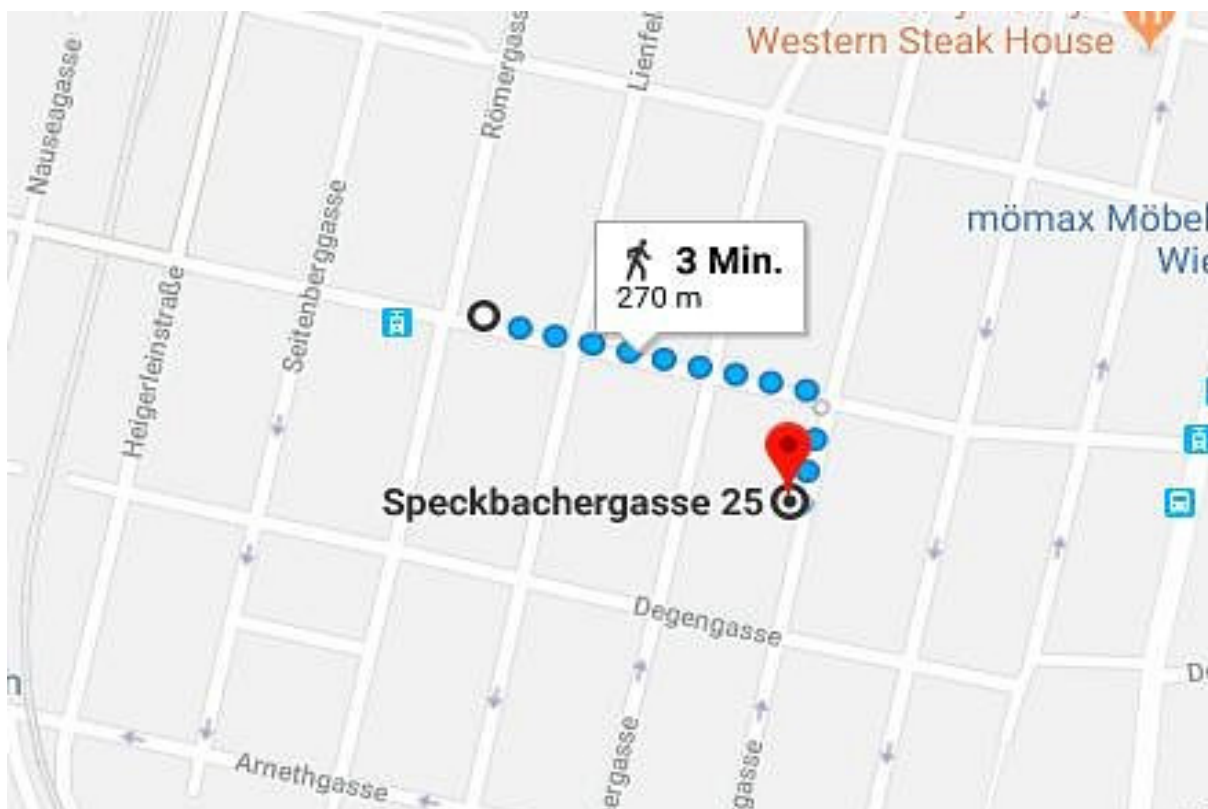 Western Steak House
Nauseagasse
Römergass
Lienfel
mömax Möbel
Wie
3 Min.
270 m
Seitenberggasse
Heigerleinstraße
Speckbachergasse 25
Degengasse
D
n
Arnethgasse
ergasse
gasse